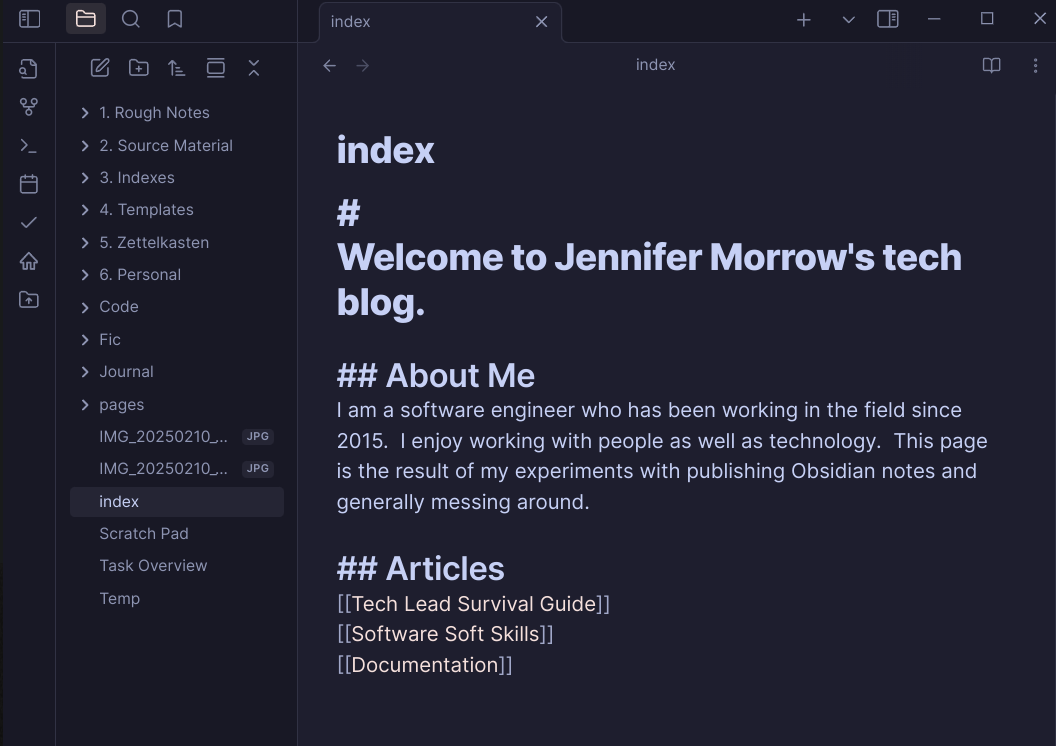 index
index
1. Rough Notes
2. Source Material
3. Indexes
4. Templates
5. Zettelkasten
6. Personal
Code
Fic
Journal
pages
IMG_20250210_... JPG
IMG_20250210_... JPG
index
Scratch Pad
Task Overview
Temp
index
#
Welcome to Jennifer Morrow's tech
blog.
## About Me
I am a software engineer who has been working in the field since
2015.  I enjoy working with people as well as technology.  This page
is the result of my experiments with publishing Obsidian notes and
generally messing around.
## Articles
[[Tech Lead Survival Guide]]
[[Software Soft Skills]]
[[Documentation]]